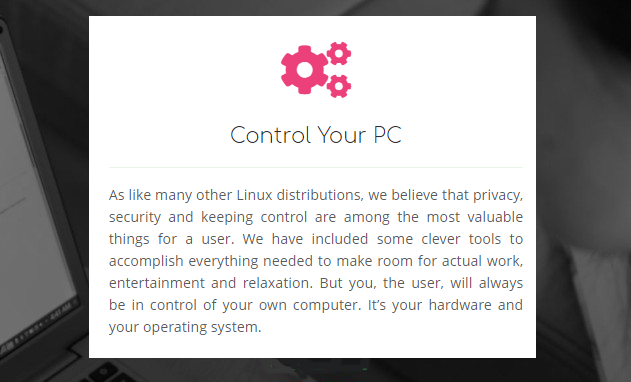 Control Your PC
As like many other Linux distributions, we believe that privacy,
security and keeping control are among the most valuable
things for a user. We have included some clever tools to
accomplish everything needed to make room for actual work,
entertainment and relaxation. But you, the user, will always
be in control of your own computer. It’s your hardware and
your operating system.